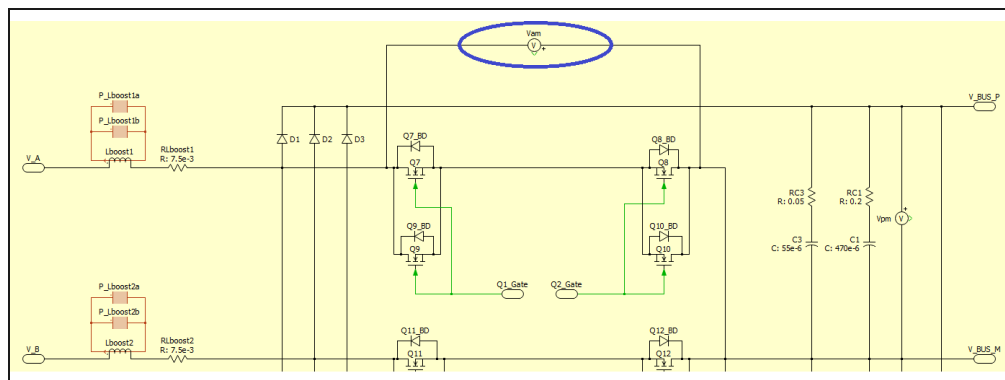 Vam
V
+
P_Lboost1a
P_Lboost1b
Lboost1
RLboost1
R: 7.5e-3
V_A
D1
D2
D3
Q7_BD
Q7
Q8_BD
Q8
V_BUS_P
Q9_BD
Q9
Q10_BD
Q10
RC3
R: 0.05
RC1
R: 0.2
+
Vpm
V
C3
C: 55e-6
C1
C: 470e-6
Q1_Gate
Q2_Gate
P_Lboost2a
P_Lboost2b
Lboost2
RLboost2
R: 7.5e-3
V_B
Q11_BD
Q11
Q12_BD
Q12
V_BUS_M